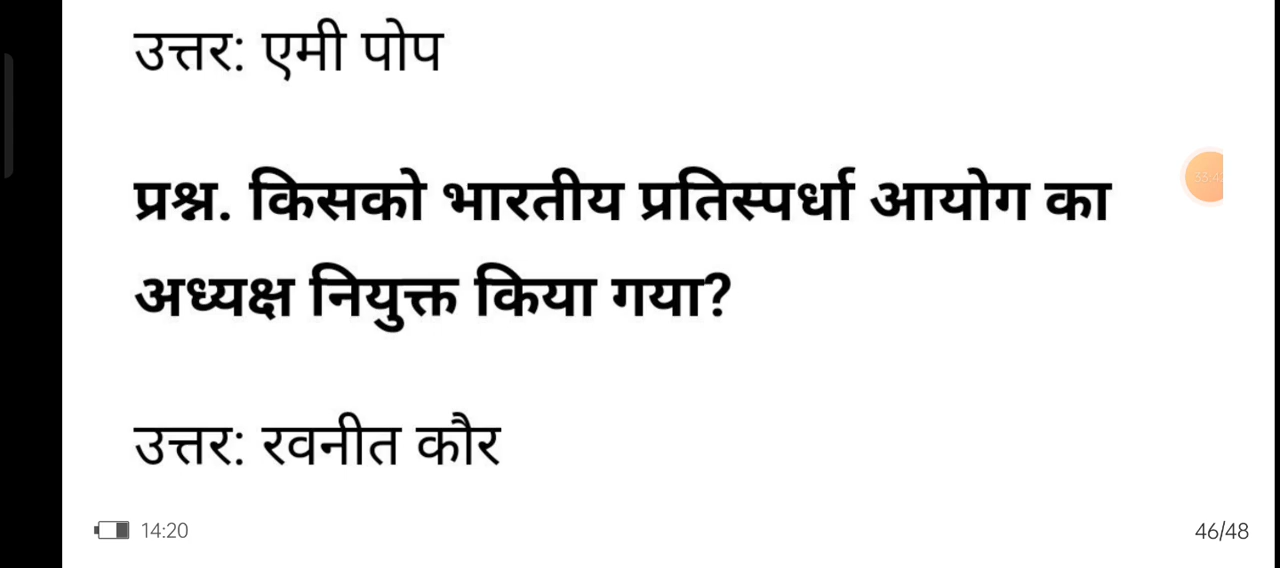 उत्तर: एमी पोप
प्रश्न. किसको भारतीय प्रतिस्पर्धा आयोग का
अध्यक्ष नियुक्त किया गया?
उत्तर: रवनीत कौर
14:20
46/48